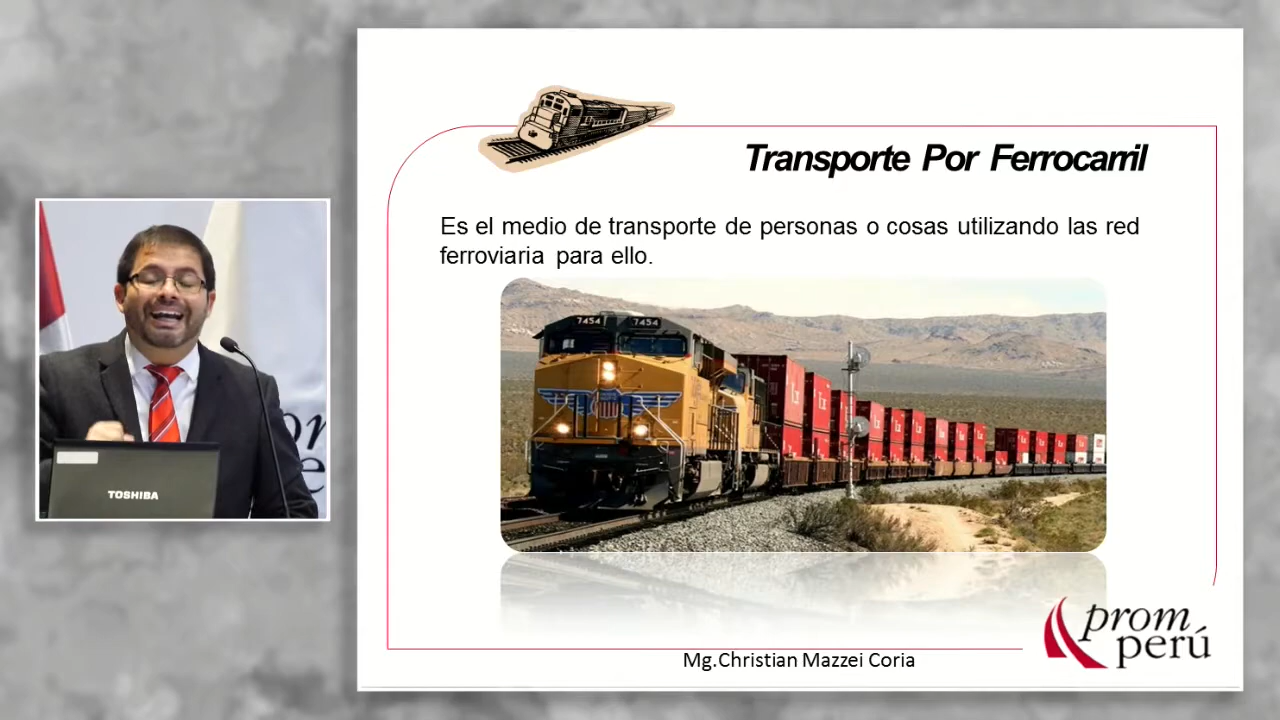 Transporte Por Ferrocarril
Es el medio de transporte de personas o cosas utilizando las red
ferroviaria para ello.
7454 7454
TOSHIBA
prom
perú
Mg.Christian Mazzei Coria